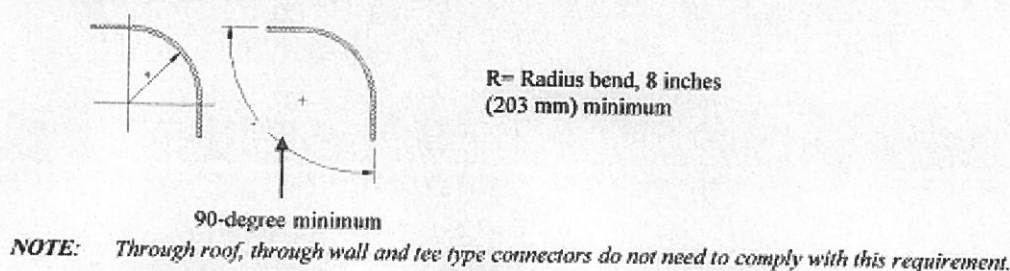 R= Radius bend, 8 inches
(203 mm) minimum
90-degree minimum
NOTE: Through roof, through wall and tee type connectors do not need to comply with this requirement.